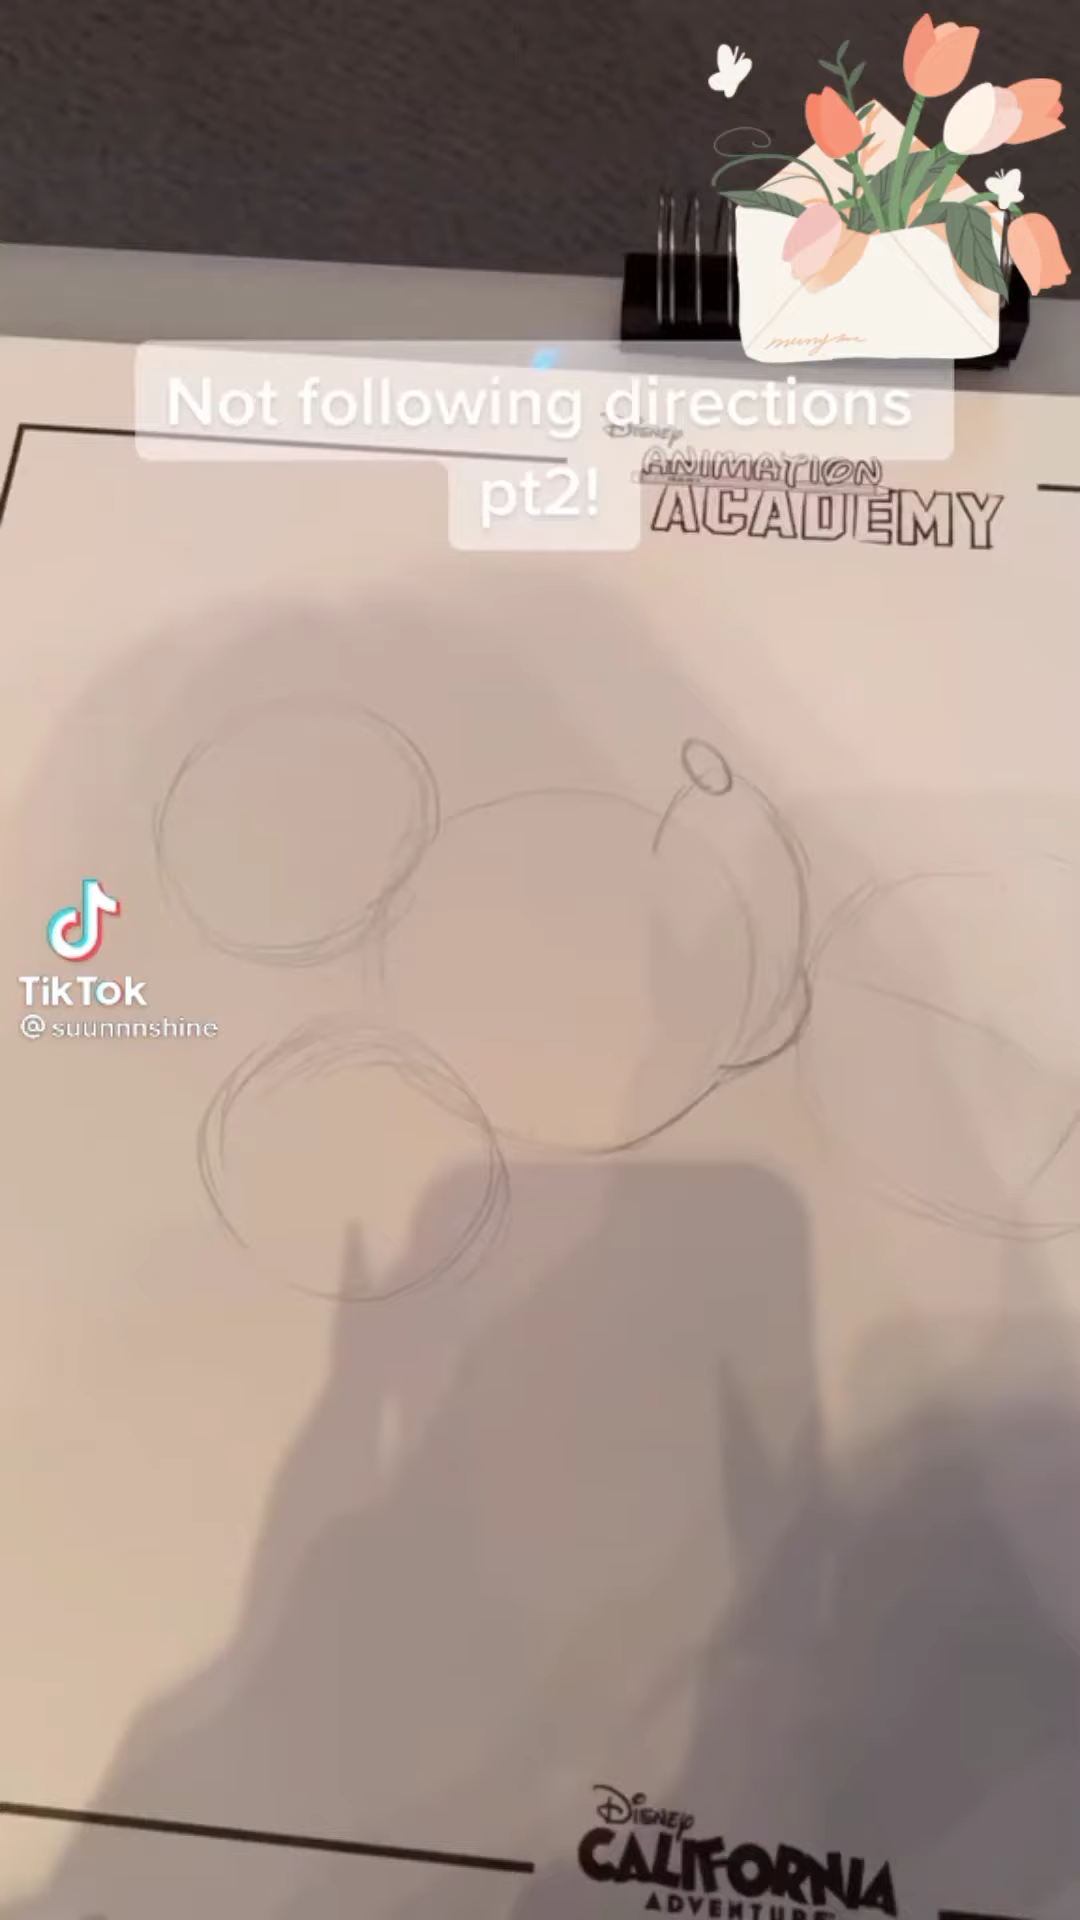 Not following directions
pt2!
Disney
ANIMATION
ACADEMY
TikTok
@suunnnshine
Disney
CALIFORNIA
ADVENTURE